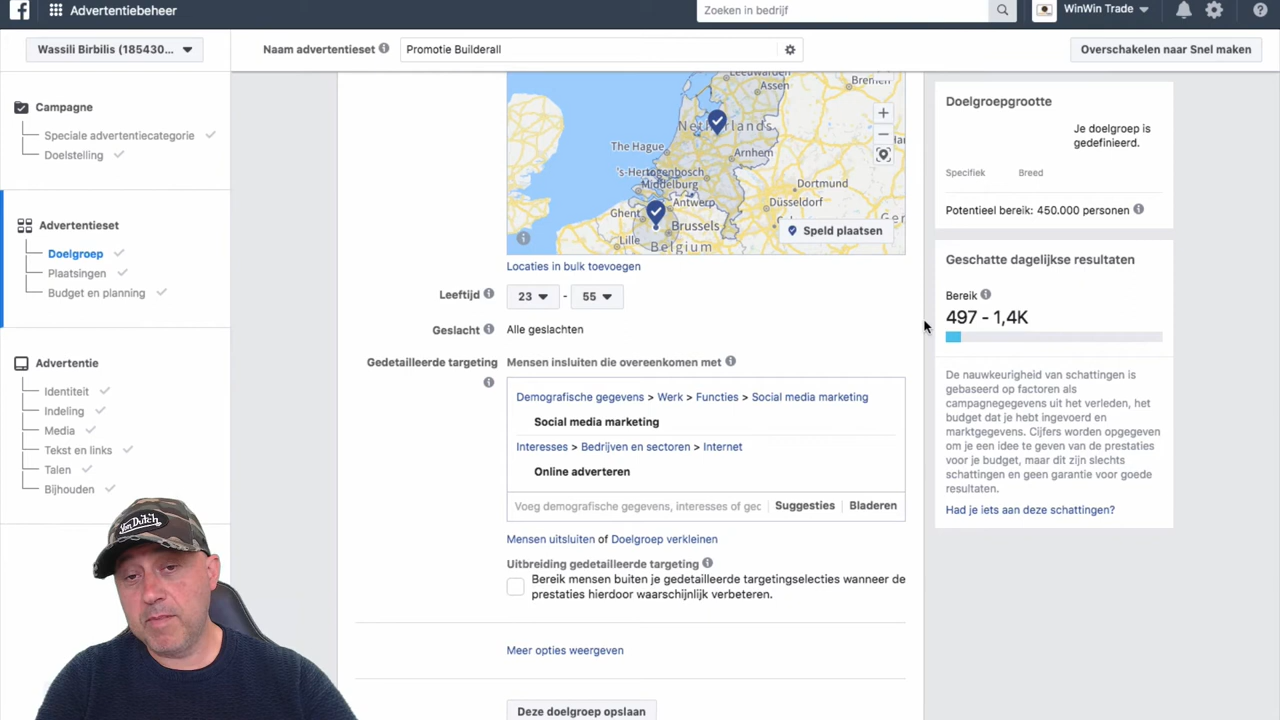 Advertentiebeheer
Zoeken in bedrijf
WinWin Trade
Wassili Birbilis (185430...
Naam advertentieset
Promotie Builderall
Overschakelen naar Snel maken
Campagne
Speciale advertentiecategorie
Doelstelling
Advertentieset
Doelgroep
Plaatsingen
Budget en planning
Advertentie
Identiteit
Indeling
Media
Tekst en links
Talen
Bijhouden
Von Dutch
Leeuwarden
Assen
Bremen
Netherlands
The Hague
Arnhem
's-Hertogenbosch
Middelburg
Dortmund
Antwerp
Düsseldorf
Ghent
Brussels
Lille
Belgium
Speld plaatsen
Locaties in bulk toevoegen
Leeftijd
23 - 55
Geslacht
Alle geslachten
Gedetailleerde targeting
Mensen insluiten die overeenkomen met
Demografische gegevens > Werk > Functies > Social media marketing
Social media marketing
Interesses > Bedrijven en sectoren > Internet
Online adverteren
Voeg demografische gegevens, interesses of gec
Suggesties
Bladeren
Mensen uitsluiten of Doelgroep verkleinen
Uitbreiding gedetailleerde targeting
Bereik mensen buiten je gedetailleerde targetingselecties wanneer de
prestaties hierdoor waarschijnlijk verbeteren.
Meer opties weergeven
Deze doelgroep opslaan
Doelgroepgrootte
Je doelgroep is
gedefinieerd.
Specifiek
Breed
Potentieel bereik: 450.000 personen
Geschatte dagelijkse resultaten
Bereik
497 - 1,4K
De nauwkeurigheid van schattingen is
gebaseerd op factoren als
campagnegegevens uit het verleden, het
budget dat je hebt ingevoerd en
marktgegevens. Cijfers worden opgegeven
om je een idee te geven van de prestaties
voor je budget, maar dit zijn slechts
schattingen en geen garantie voor goede
resultaten.
Had je iets aan deze schattingen?